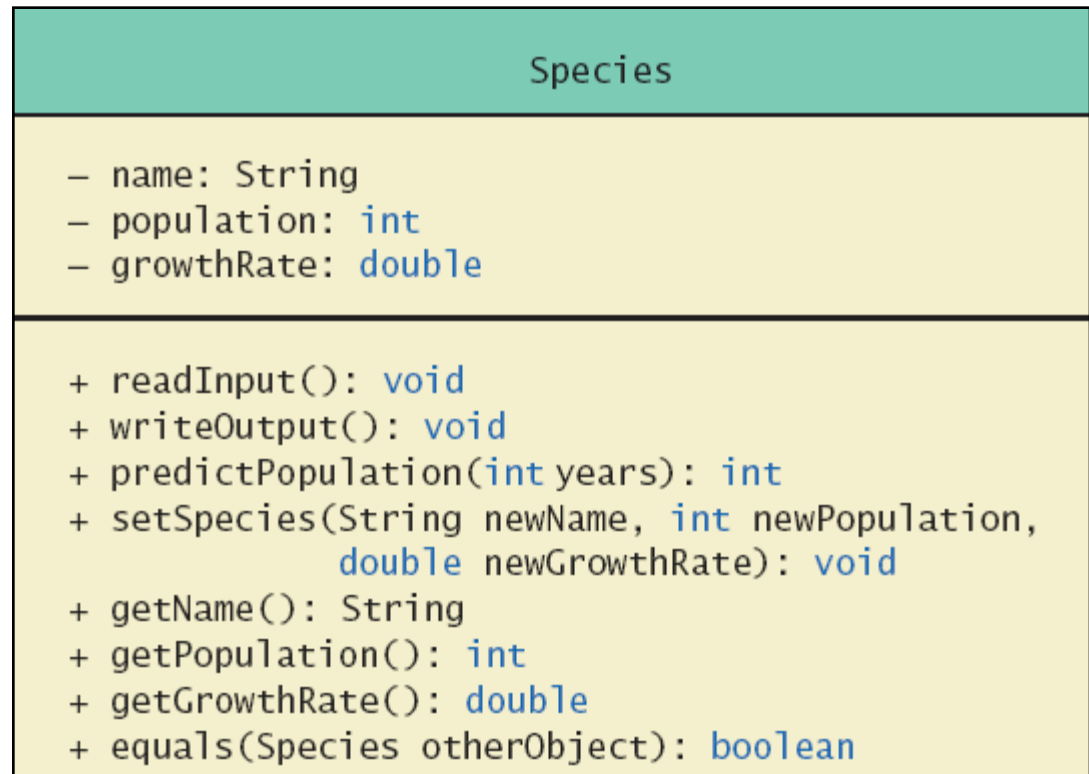 Species
– name: String
– population: int
– growthRate: double
+ readInput(): void
+ writeOutput(): void
+ predictPopulation(int years): int
+ setSpecies(String newName, int newPopulation,
double newGrowthRate): void
+ getName(): String
+ getPopulation(): int
+ getGrowthRate(): double
+ equals(Species otherObject): boolean